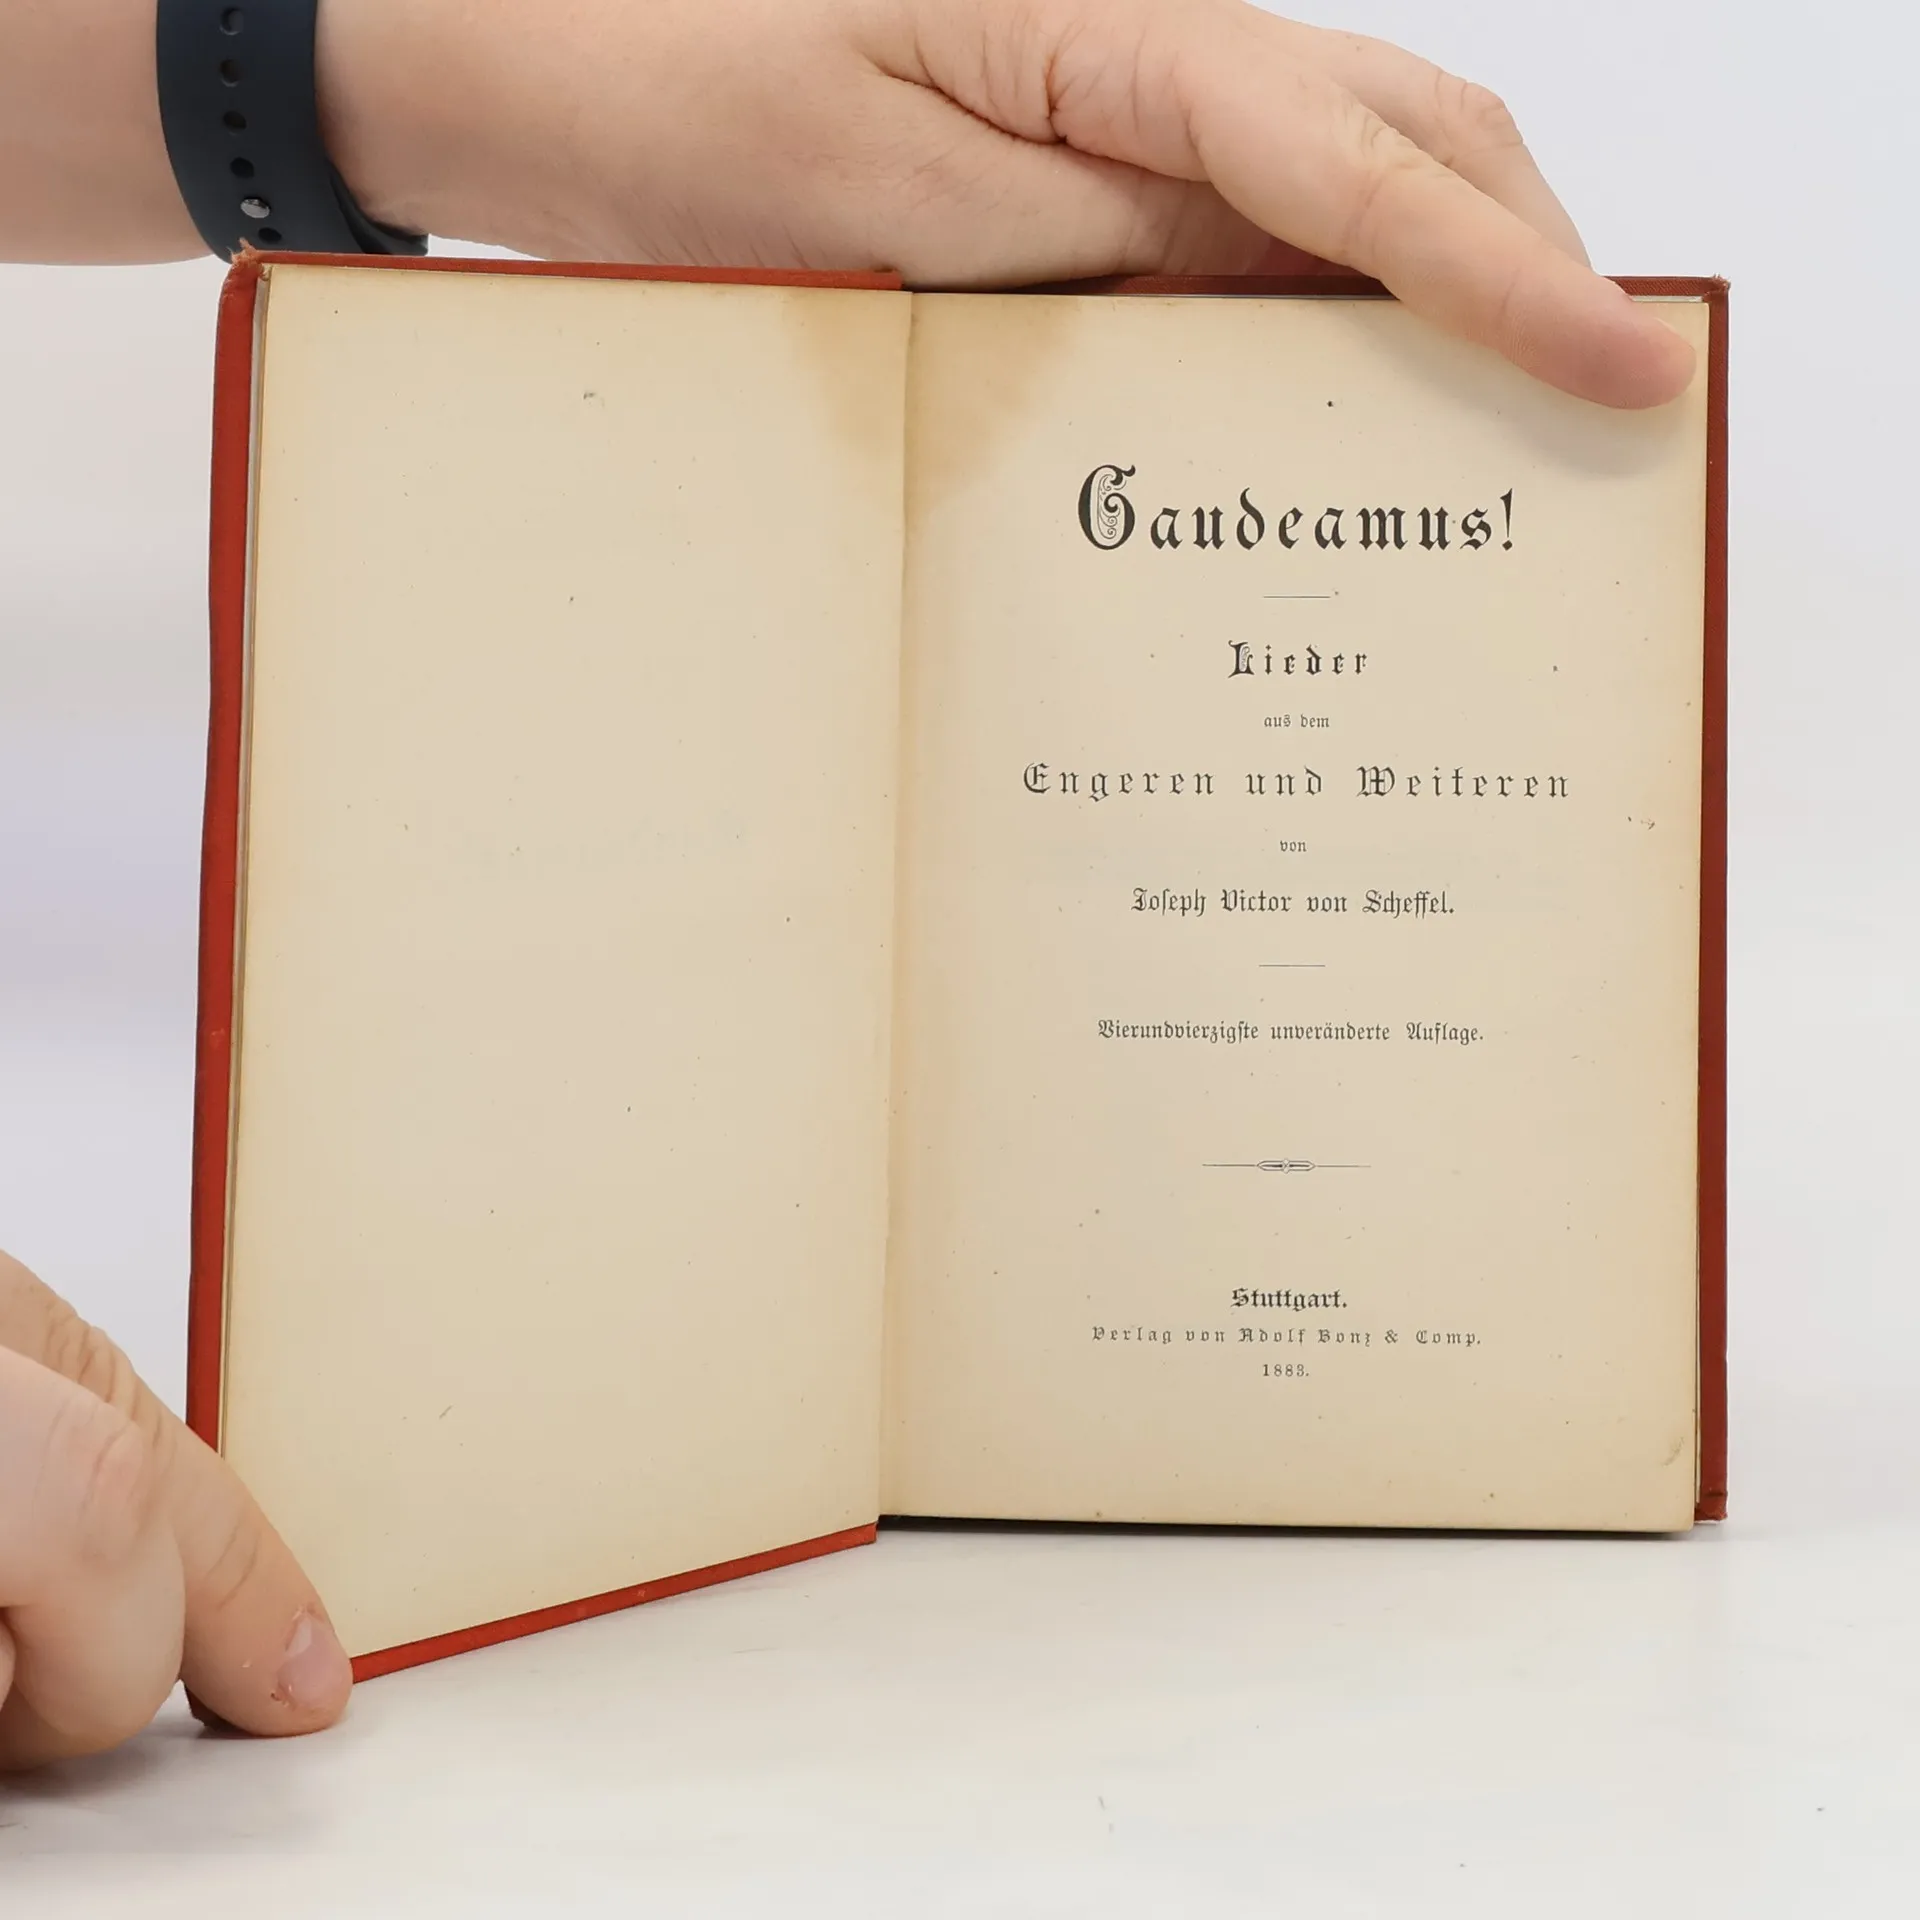 Gaudeamus!
Lieder
aus dem
Engeren und Weiteren
von
Joseph Victor von Scheffel.
Vierundvierzigste unveränderte Auflage.
Stuttgart.
Verlag von Adolf Bonz & Comp.
1883.